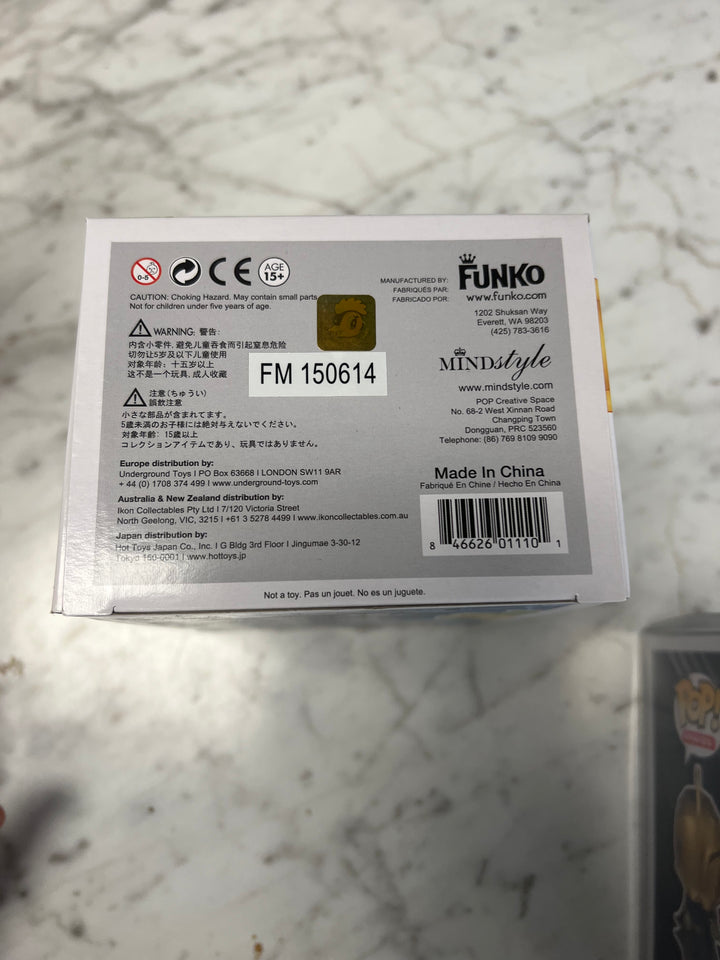 0-5
AGE
15+
CAUTION: Choking Hazard. May contain small parts.
Not for children under five years of age.
WARNING: 警告:
内含小零件, 避免儿童吞食而引起窒息危险
切勿让5岁及以下儿童使用
对象年龄: 十五岁以上
这不是一个玩具, 成人收藏
注意 (ちゅうい)
誤飲注意
小さな部品が含まれてます。
5歳未満のお子様には絶対与えないでください。
対象年齢: 15歳以上
コレクションアイテムであり、玩具ではありません。
FM 150614
Europe distribution by:
Underground Toys I PO Box 63668 I LONDON SW11 9AR
+ 44 (0) 1708 374 499 I www.underground-toys.com
Australia & New Zealand distribution by:
Ikon Collectables Pty Ltd I 7/120 Victoria Street
North Geelong, VIC, 3215 I +61 3 5278 4499 I www.ikoncollectables.com.au
Japan distribution by:
Hot Toys Japan Co., Inc. I G Bldg 3rd Floor I Jingumae 3-30-12
Tokyo 150-0001 I www.hottoys.jp
MANUFACTURED BY:
FABRIQUÉS PAR:
FABRICADO POR:
FUNKO
www.funko.com
1202 Shuksan Way
Everett, WA 98203
(425) 783-3616
MINDstyle
www.mindstyle.com
POP Creative Space
No. 68-2 West Xinnan Road
Changping Town
Dongguan, PRC 523560
Telephone: (86) 769 8109 9090
Made In China
Fabriqué En Chine / Hecho En China
8 46626 01110 1
Not a toy. Pas un jouet. No es un juguete.
POP!